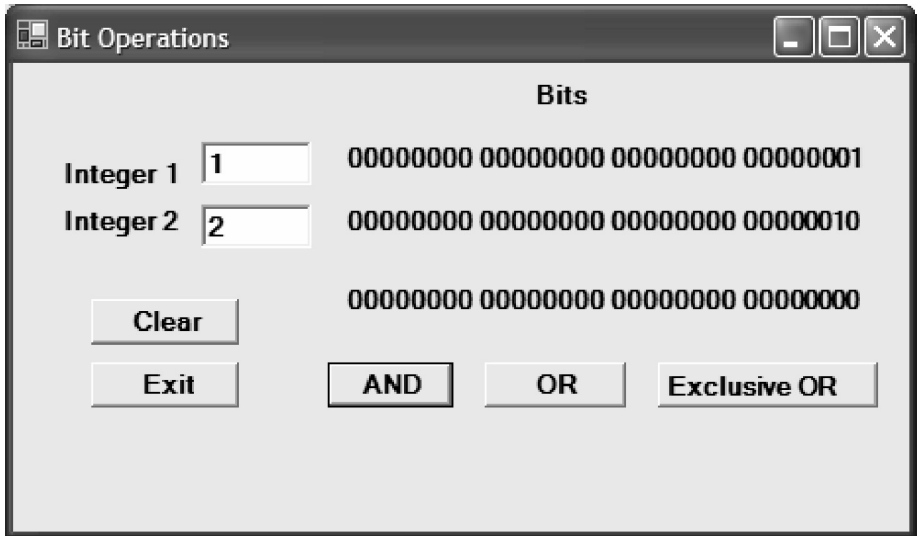 Bit Operations
Bits
Integer 1 1 00000000 00000000 00000000 00000001
Integer 2 2 00000000 00000000 00000000 00000010
00000000 00000000 00000000 00000000
Clear
Exit AND OR Exclusive OR